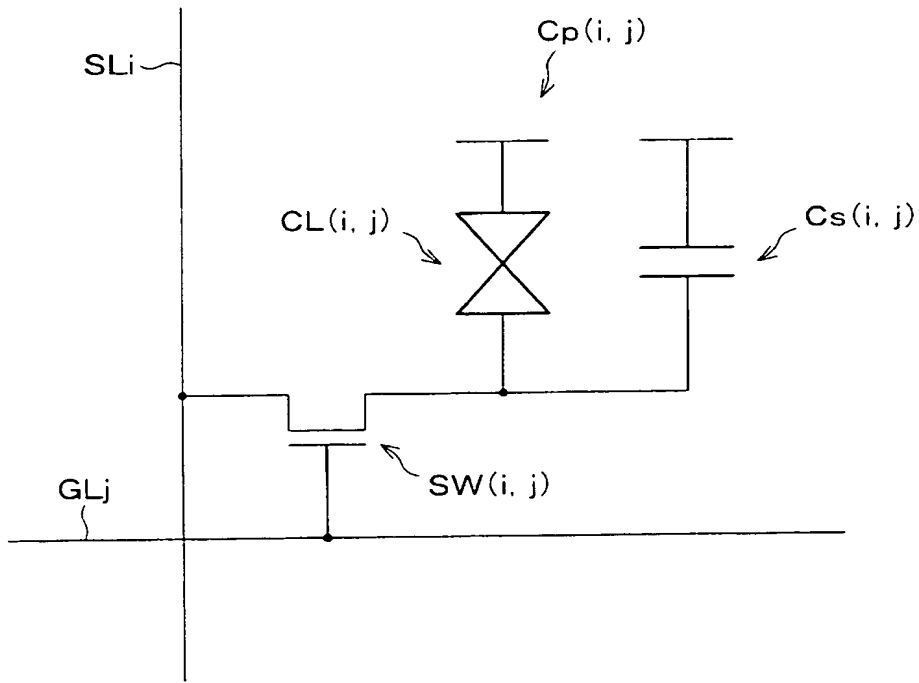 Cp(i, j)
SLi
CL(i, j)
Cs(i, j)
SW(i, j)
GLj